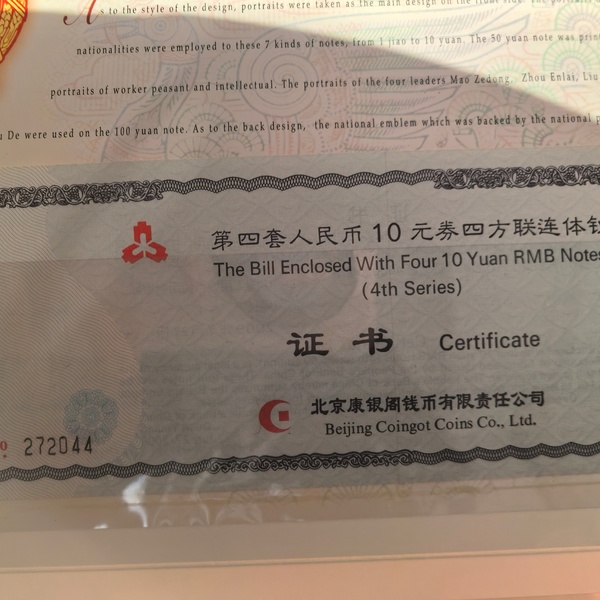 As to the style of the design, portraits were taken as the main design on the front side. The portraits of
nationalities were employed to these 7 kinds of notes, from 1 jiao to 10 yuan. The 50 yuan note was
portraits of worker peasant and intellectual. The portraits of the four leaders Mao Zedong, Zhou Enlai, Liu
De were used on the 100 yuan note. As to the back design, the national emblem which was backed by the national
第四套人民币10元券四方联连体钞
The Bill Enclosed With Four 10 Yuan RMB Notes
(4th Series)
证书 Certificate
北京康银阁钱币有限责任公司
Beijing Coingot Coins Co., Ltd.
272044